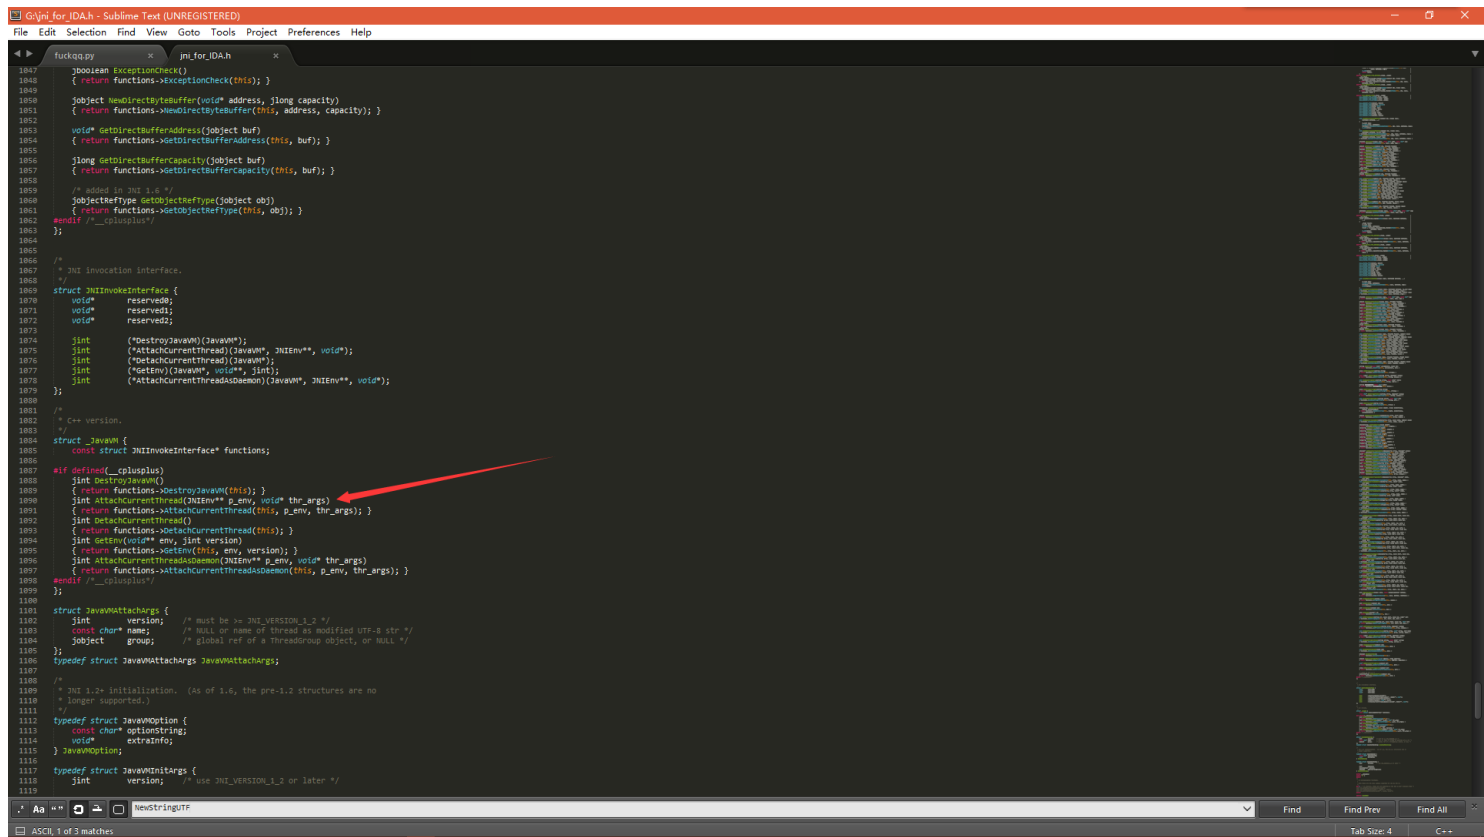 G:\jni_for_IDA.h - Sublime Text (UNREGISTERED)
File Edit Selection Find View Goto Tools Project Preferences Help
fuckqq.py × jni_for_IDA.h ×
1047 jboolean ExceptionCheck()
1048 { return functions->ExceptionCheck(this); }
1049
1050 jobject NewDirectByteBuffer(void* address, jlong capacity)
1051 { return functions->NewDirectByteBuffer(this, address, capacity); }
1052
1053 void* GetDirectBufferAddress(jobject buf)
1054 { return functions->GetDirectBufferAddress(this, buf); }
1055
1056 jlong GetDirectBufferCapacity(jobject buf)
1057 { return functions->GetDirectBufferCapacity(this, buf); }
1058
1059 /* added in JNI 1.6 */
1060 jobjectRefType GetObjectRefType(jobject obj)
1061 { return functions->GetObjectRefType(this, obj); }
1062 #endif /*__cplusplus*/
1063 };
1064
1065
1066 /*
1067 * JNI invocation interface.
1068 */
1069 struct JNIInvokeInterface {
1070 void* reserved0;
1071 void* reserved1;
1072 void* reserved2;
1073
1074 jint (*DestroyJavaVM)(JavaVM*);
1075 jint (*AttachCurrentThread)(JavaVM*, JNIEnv**, void*);
1076 jint (*DetachCurrentThread)(JavaVM*);
1077 jint (*GetEnv)(JavaVM*, void**, jint);
1078 jint (*AttachCurrentThreadAsDaemon)(JavaVM*, JNIEnv**, void*);
1079 };
1080
1081 /*
1082 * C++ version.
1083 */
1084 struct _JavaVM {
1085 const struct JNIInvokeInterface* functions;
1086
1087 #if defined(__cplusplus)
1088 jint DestroyJavaVM()
1089 { return functions->DestroyJavaVM(this); }
1090 jint AttachCurrentThread(JNIEnv** p_env, void* thr_args)
1091 { return functions->AttachCurrentThread(this, p_env, thr_args); }
1092 jint DetachCurrentThread()
1093 { return functions->DetachCurrentThread(this); }
1094 jint GetEnv(void** env, jint version)
1095 { return functions->GetEnv(this, env, version); }
1096 jint AttachCurrentThreadAsDaemon(JNIEnv** p_env, void* thr_args)
1097 { return functions->AttachCurrentThreadAsDaemon(this, p_env, thr_args); }
1098 #endif /*__cplusplus*/
1099 };
1100
1101 struct JavaVMAttachArgs {
1102 jint version; /* must be >= JNI_VERSION_1_2 */
1103 const char* name; /* NULL or name of thread as modified UTF-8 str */
1104 jobject group; /* global ref of a ThreadGroup object, or NULL */
1105 };
1106 typedef struct JavaVMAttachArgs JavaVMAttachArgs;
1107
1108 /*
1109 * JNI 1.2+ initialization. (As of 1.6, the pre-1.2 structures are no
1110 * longer supported.)
1111 */
1112 typedef struct JavaVMOption {
1113 const char* optionString;
1114 void* extraInfo;
1115 } JavaVMOption;
1116
1117 typedef struct JavaVMInitArgs {
1118 jint version; /* use JNI_VERSION_1_2 or later */
1119
.* Aa "" NewStringUTF Find Find Prev Find All ×
ASCII, 1 of 3 matches Tab Size: 4 C++